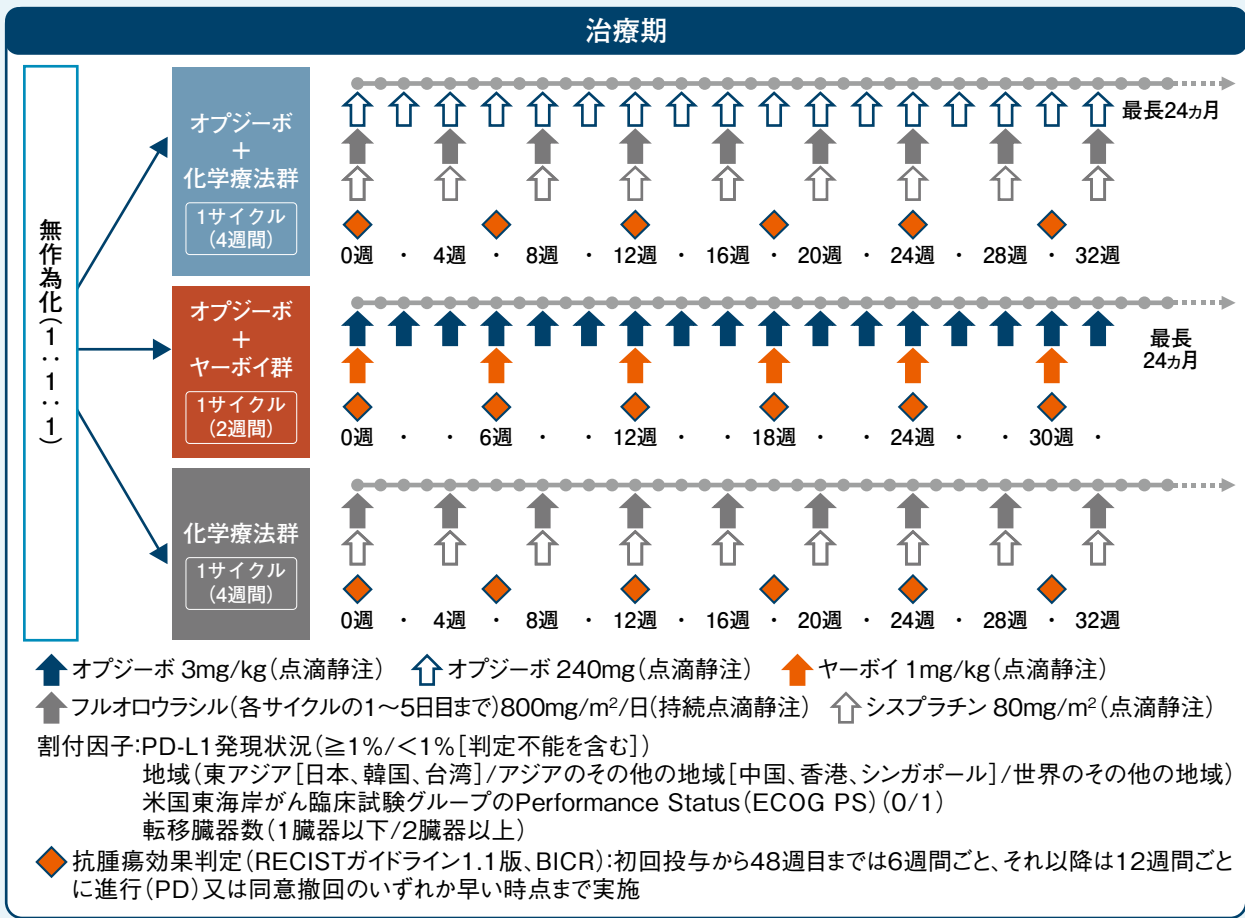 治療期
無作為化(1:1:1)
オプジーボ
+
化学療法群
1サイクル
(4週間)
最長24ヵ月
0週 ・ 4週 ・ 8週 ・ 12週 ・ 16週 ・ 20週 ・ 24週 ・ 28週 ・ 32週
オプジーボ
+
ヤーボイ群
1サイクル
(2週間)
最長
24ヵ月
0週 ・ ・ 6週 ・ ・ 12週 ・ ・ 18週 ・ ・ 24週 ・ ・ 30週 ・
化学療法群
1サイクル
(4週間)
0週 ・ 4週 ・ 8週 ・ 12週 ・ 16週 ・ 20週 ・ 24週 ・ 28週 ・ 32週
オプジーボ 3mg/kg(点滴静注) オプジーボ 240mg(点滴静注) ヤーボイ 1mg/kg(点滴静注)
フルオロウラシル(各サイクルの1〜5日目まで)800mg/m²/日(持続点滴静注) シスプラチン 80mg/m²(点滴静注)
割付因子:PD-L1発現状況(≧1%/<1%[判定不能を含む])
地域(東アジア[日本、韓国、台湾]/アジアのその他の地域[中国、香港、シンガポール]/世界のその他の地域)
米国東海岸がん臨床試験グループのPerformance Status(ECOG PS)(0/1)
転移臓器数(1臓器以下/2臓器以上)
抗腫瘍効果判定(RECISTガイドライン1.1版、BICR):初回投与から48週目までは6週間ごと、それ以降は12週間ごと
に進行(PD)又は同意撤回のいずれか早い時点まで実施